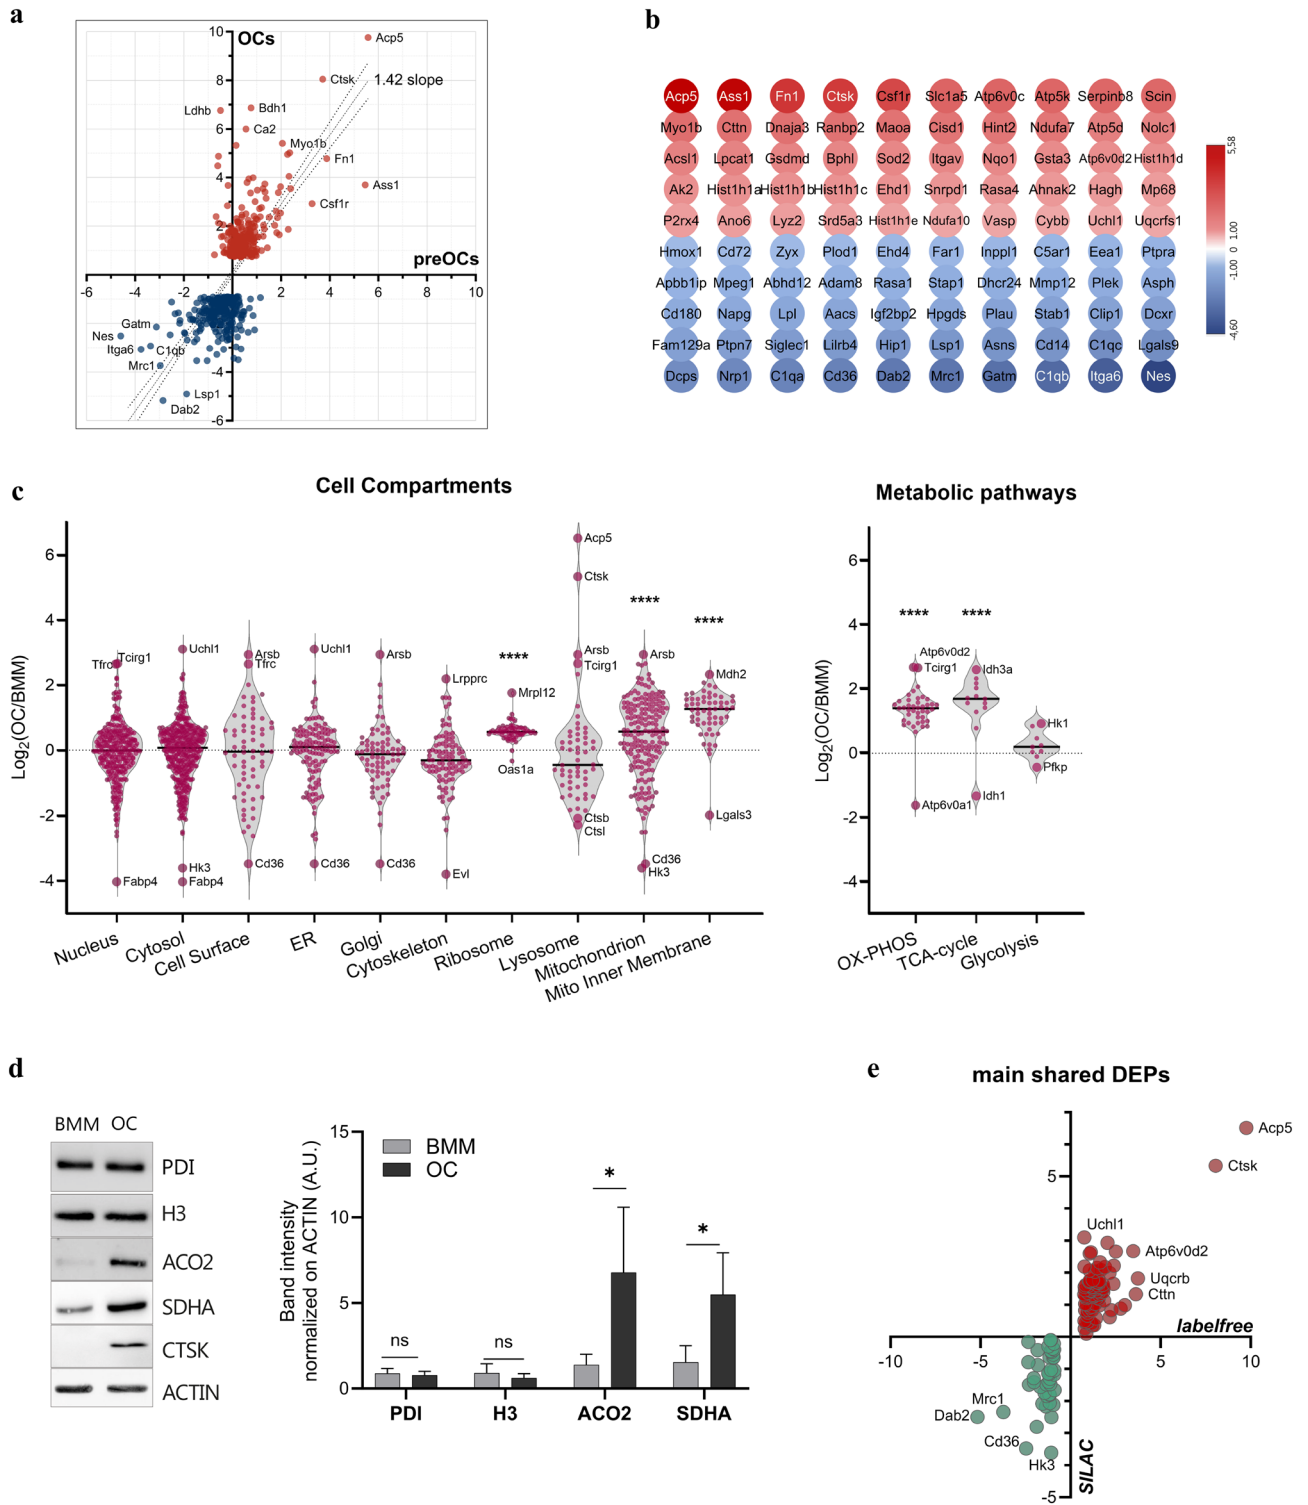 a
OCs
10
8
6
4
2
-4
-6
-6 -4 -2 2 4 6 8 10
preOCs
1.42 slope
Acp5
Ctsk
Bdh1
Ldhb
Ca2
Myo1b
Fn1
Ass1
Csf1r
Gatm
Nes
Itga6
C1qb
Mrc1
Lsp1
Dab2
b
Acp5 Ass1 Fn1 Ctsk Csf1r Slc1a5 Atp6v0c Atp5k Serpinb8 Scin
Myo1b Cttn Dnaja3 Ranbp2 Maoa Cisd1 Hint2 Ndufa7 Atp5d Nolc1
Acsl1 Lpcat1 Gsdmd Bphl Sod2 Itgav Nqo1 Gsta3 Atp6v0d2 Hist1h1d
Ak2 Hist1h1a Hist1h1b Hist1h1c Ehd1 Snrpd1 Rasa4 Ahnak2 Hagh Mp68
P2rx4 Ano6 Lyz2 Srd5a3 Hist1h1e Ndufa10 Vasp Cybb Uchl1 Uqcrfs1
Hmox1 Cd72 Zyx Plod1 Ehd4 Far1 Inppl1 C5ar1 Eea1 Ptpra
Apbb1ip Mpeg1 Abhd12 Adam8 Rasa1 Stap1 Dhcr24 Mmp12 Plek Asph
Cd180 Napg Lpl Aacs Igf2bp2 Hpgds Plau Stab1 Clip1 Dcxr
Fam129a Ptpn7 Siglec1 Lilrb4 Hip1 Lsp1 Asns Cd14 C1qc Lgals9
Dcps Nrp1 C1qa Cd36 Dab2 Mrc1 Gatm C1qb Itga6 Nes
5,58
1.00
0
-1.00
-4,60
c
Cell Compartments
Log2(OC/BMM)
6
4
2
0
-2
-4
Tfrc
Tcirg1
Fabp4
Uchl1
Hk3
Fabp4
Arsb
Tfrc
Cd36
Uchl1
Cd36
Arsb
Cd36
Lrpprc
Evl
****
Mrpl12
Oas1a
Acp5
Ctsk
Arsb
Tcirg1
Ctsb
Ctsl
****
Arsb
Cd36
Hk3
****
Mdh2
Lgals3
Nucleus
Cytosol
Cell Surface
ER
Golgi
Cytoskeleton
Ribosome
Lysosome
Mitochondrion
Mito Inner Membrane
Metabolic pathways
Log2(OC/BMM)
6
4
2
0
-2
-4
****
Atp6v0d2
Tcirg1
Atp6v0a1
****
Idh3a
Idh1
Hk1
Pfkp
OX-PHOS
TCA-cycle
Glycolysis
d
BMM OC
PDI
H3
ACO2
SDHA
CTSK
ACTIN
Band intensity
normalized on ACTIN (A.U.)
15
10
5
0
BMM
OC
ns
ns
*
*
PDI H3 ACO2 SDHA
e
main shared DEPs
Acp5
Ctsk
5
Uchl1
Atp6v0d2
Uqcrb
Cttn
labelfree
-10 -5 5 10
Mrc1
Dab2
Cd36
Hk3
SILAC
-5